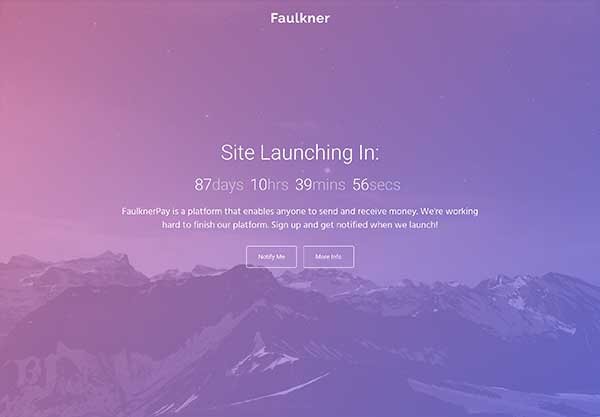 Faulkner
Site Launching In:
87days 10hrs 39mins 56secs
FaulknerPay is a platform that enables anyone to send and receive money. We're working
hard to finish our platform. Sign up and get notified when we launch!
Notify Me More Info